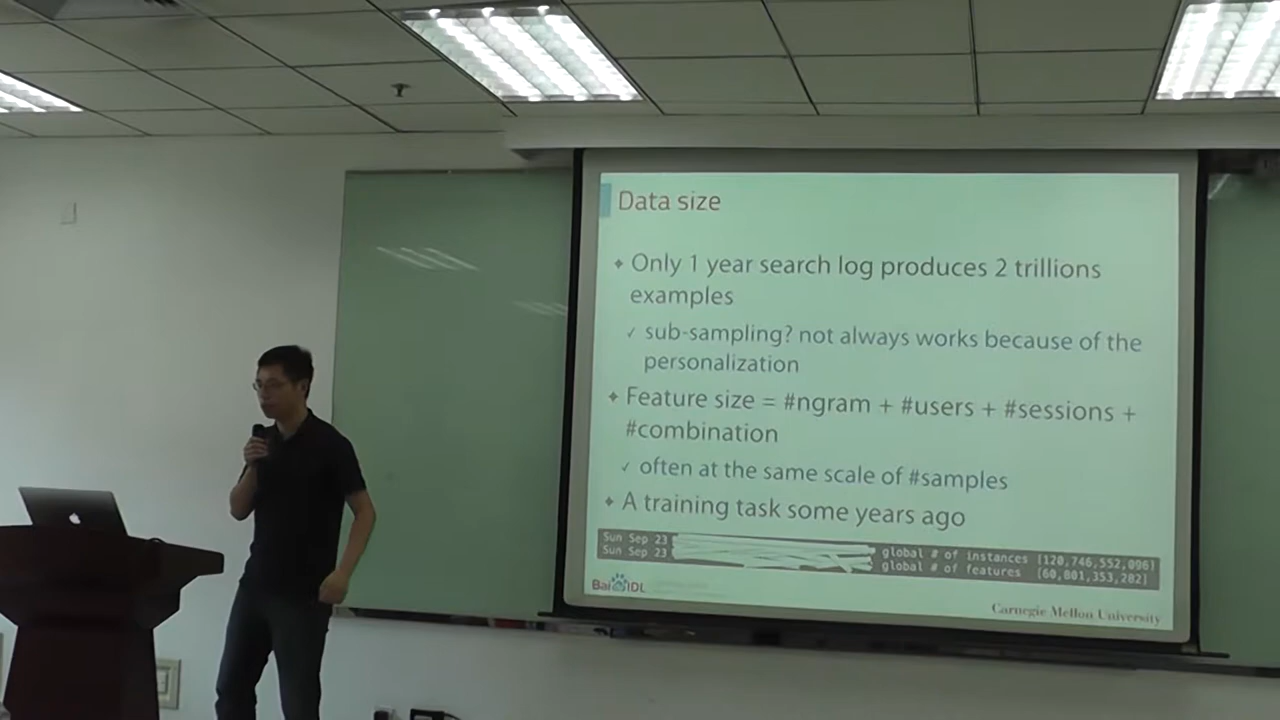 Data size
Only 1 year search log produces 2 trillions
examples
✓ sub-sampling? not always works because of the
personalization
Feature size = #ngram + #users + #sessions +
#combination
✓ often at the same scale of #samples
A training task some years ago
Sun Sep 23 global # of instances [120,746,552,096]
Sun Sep 23 global # of features [60,001,353,282]
Bai IDL
Carnegie Mellon University